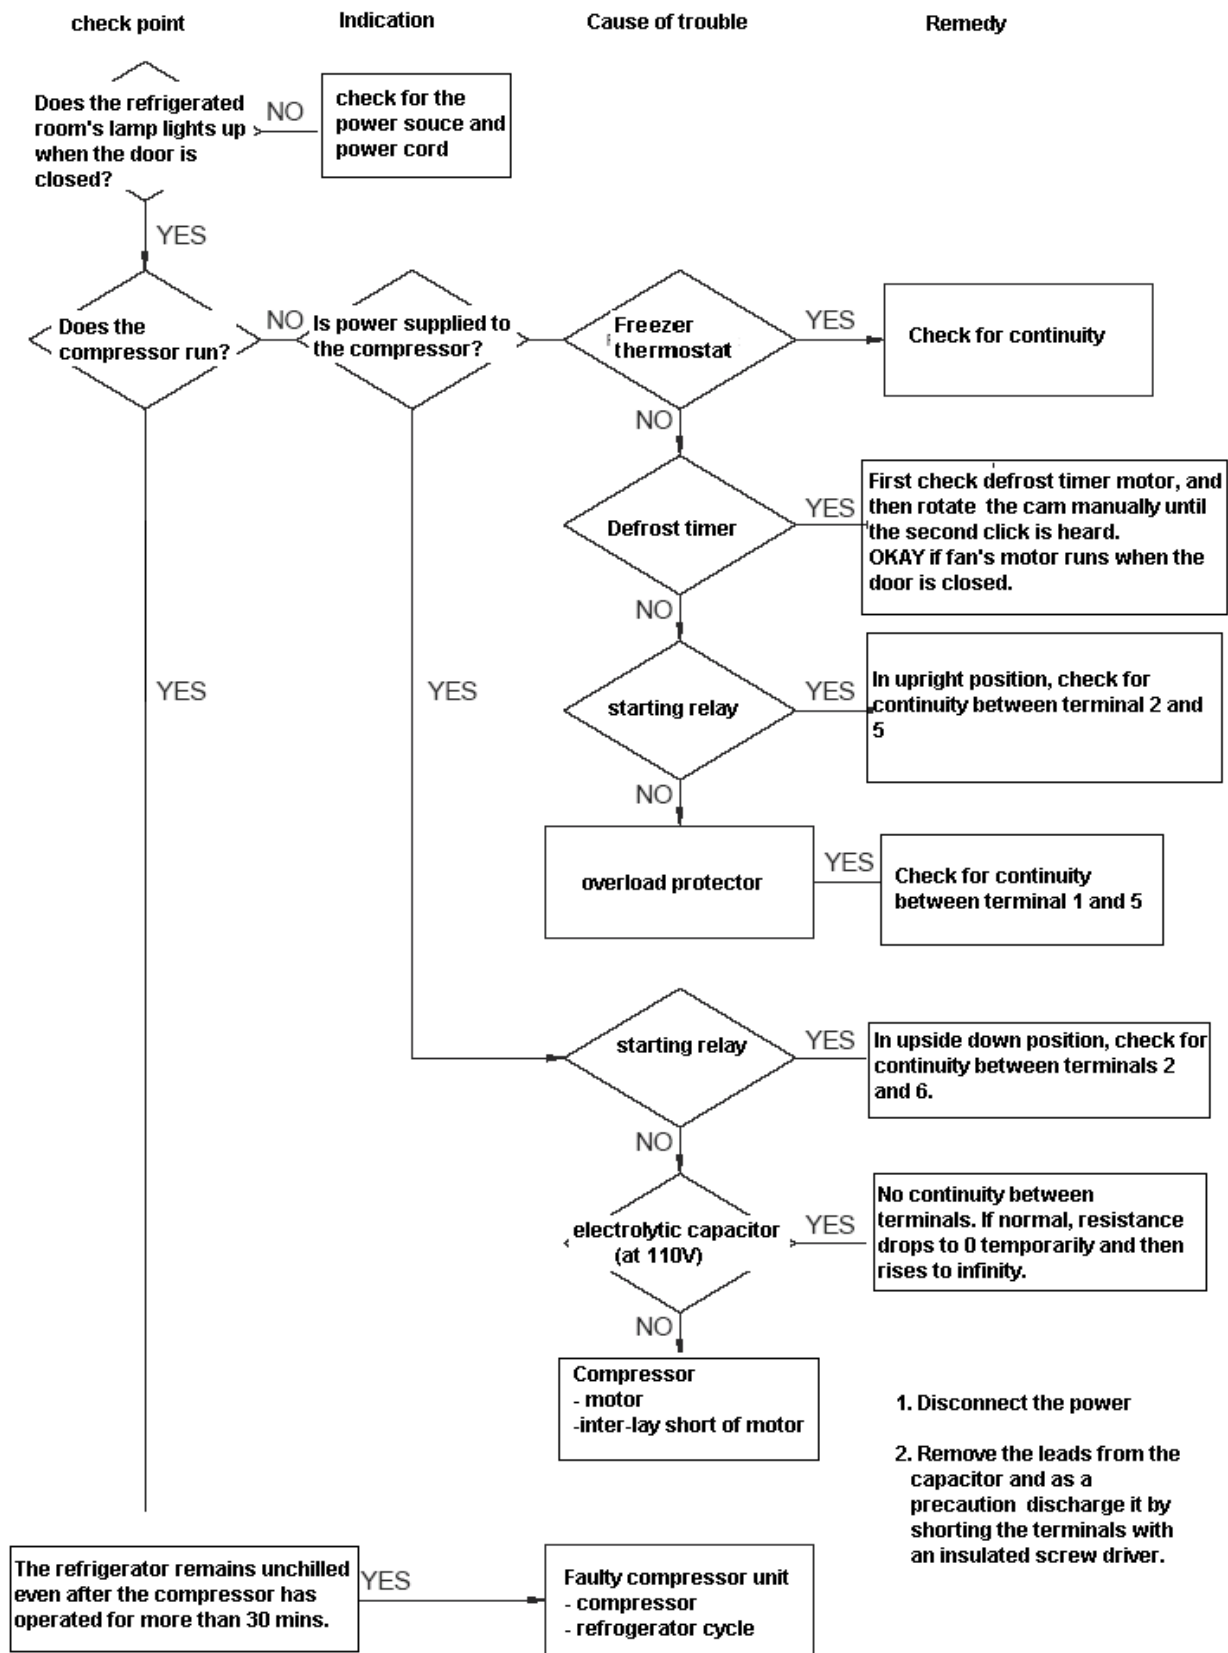 check point
Indication
Cause of trouble
Remedy
Does the refrigerated
room's lamp lights up
when the door is
closed?
NO
check for the
power souce and
power cord
YES
Does the
compressor run?
NO
Is power supplied to
the compressor?
Freezer
thermostat
YES
Check for continuity
NO
Defrost timer
YES
First check defrost timer motor, and
then rotate the cam manually until
the second click is heard.
OKAY if fan's motor runs when the
door is closed.
NO
YES
YES
starting relay
YES
In upright position, check for
continuity between terminal 2 and
5
NO
overload protector
YES
Check for continuity
between terminal 1 and 5
starting relay
YES
In upside down position, check for
continuity between terminals 2
and 6.
NO
electrolytic capacitor
(at 110V)
YES
No continuity between
terminals. If normal, resistance
drops to 0 temporarily and then
rises to infinity.
NO
Compressor
- motor
-inter-lay short of motor
1. Disconnect the power
2. Remove the leads from the
capacitor and as a
precaution discharge it by
shorting the terminals with
an insulated screw driver.
The refrigerator remains unchilled
even after the compressor has
operated for more than 30 mins.
YES
Faulty compressor unit
- compressor
- refrogerator cycle